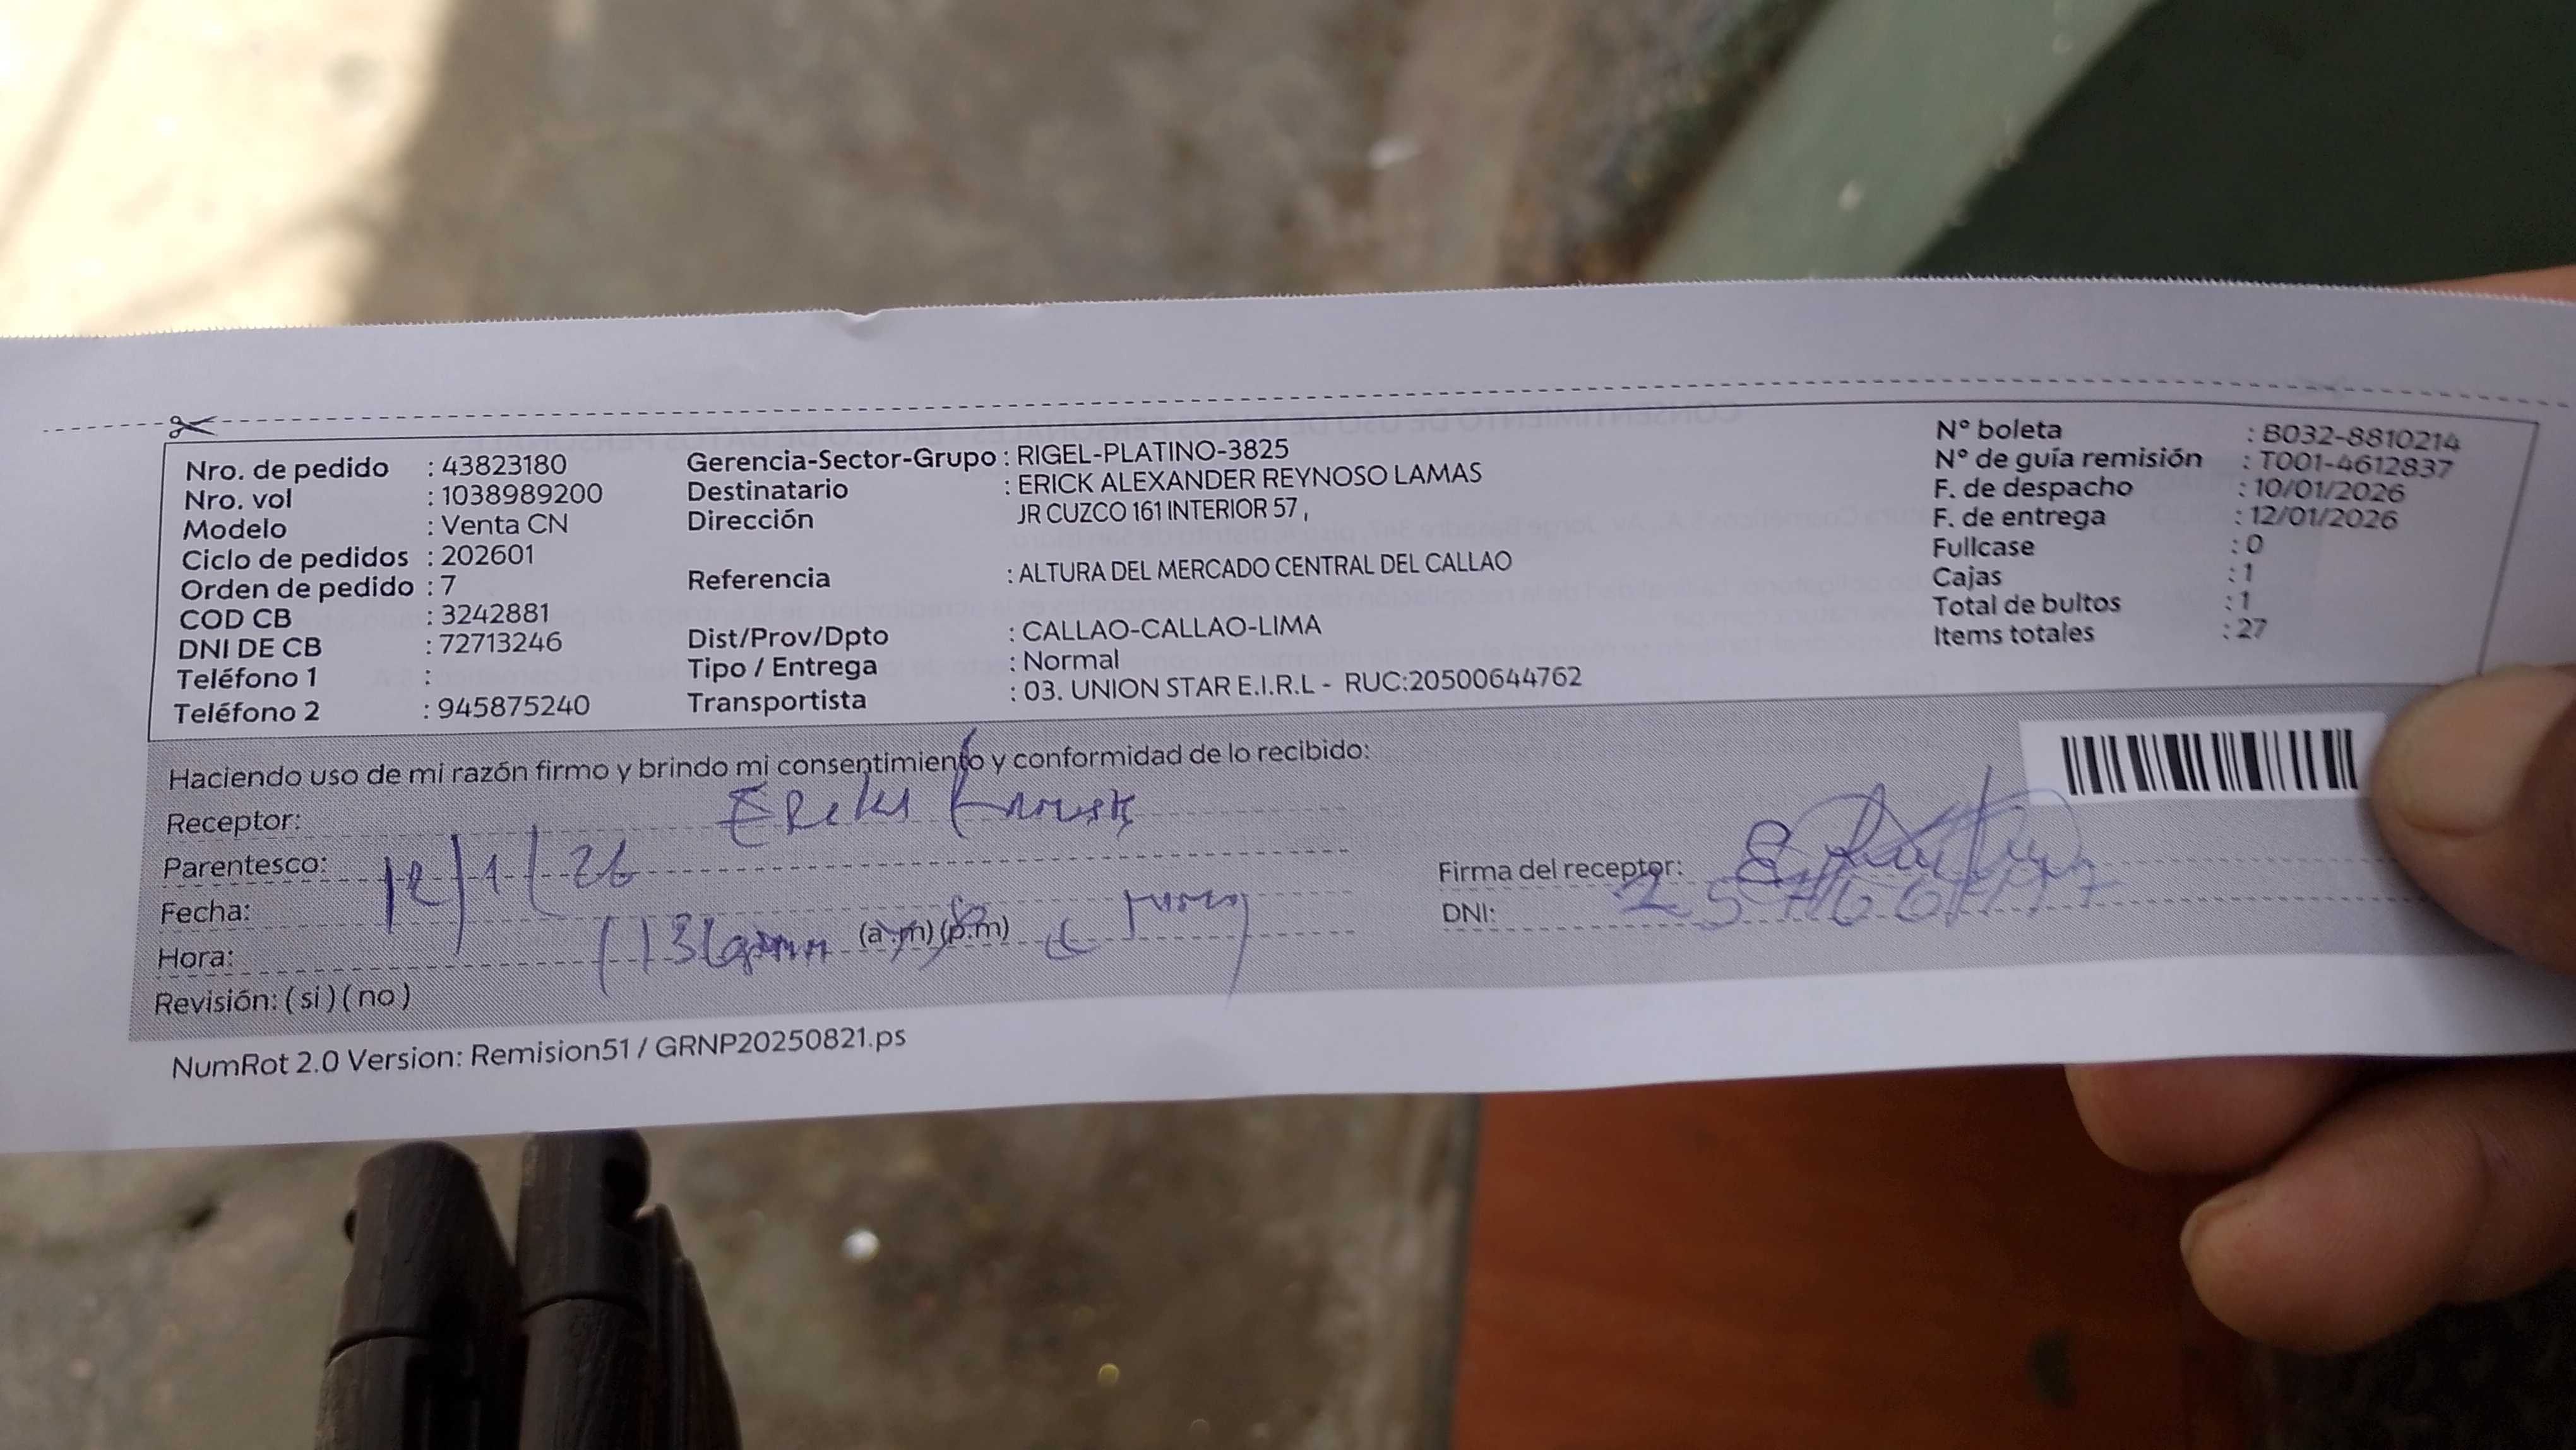 Nro. de pedido : 43823180
Nro. vol : 1038989200
Modelo : Venta CN
Ciclo de pedidos : 202601
Orden de pedido : 7
COD CB : 3242881
DNI DE CB : 72713246
Teléfono 1 :
Teléfono 2 : 945875240
Gerencia-Sector-Grupo : RIGEL-PLATINO-3825
Destinatario : ERICK ALEXANDER REYNOSO LAMAS
Dirección JR CUZCO 161 INTERIOR 57 ,
Referencia : ALTURA DEL MERCADO CENTRAL DEL CALLAO
Dist/Prov/Dpto : CALLAO-CALLAO-LIMA
Tipo / Entrega : Normal
Transportista : 03. UNION STAR E.I.R.L - RUC:20500644762
N° boleta : B032-8810214
N° de guía remisión : T001-4612837
F. de despacho : 10/01/2026
F. de entrega : 12/01/2026
Fullcase : 0
Cajas : 1
Total de bultos : 1
Items totales : 27
Haciendo uso de mi razón firmo y brindo mi consentimiento y conformidad de lo recibido:
Receptor:
Parentesco:
12/1/26
Fecha:
Hora: (a.m) (p.m)
Revisión: ( si ) ( no )
Firma del receptor:
DNI:
NumRot 2.0 Version: Remision51 / GRNP20250821.ps